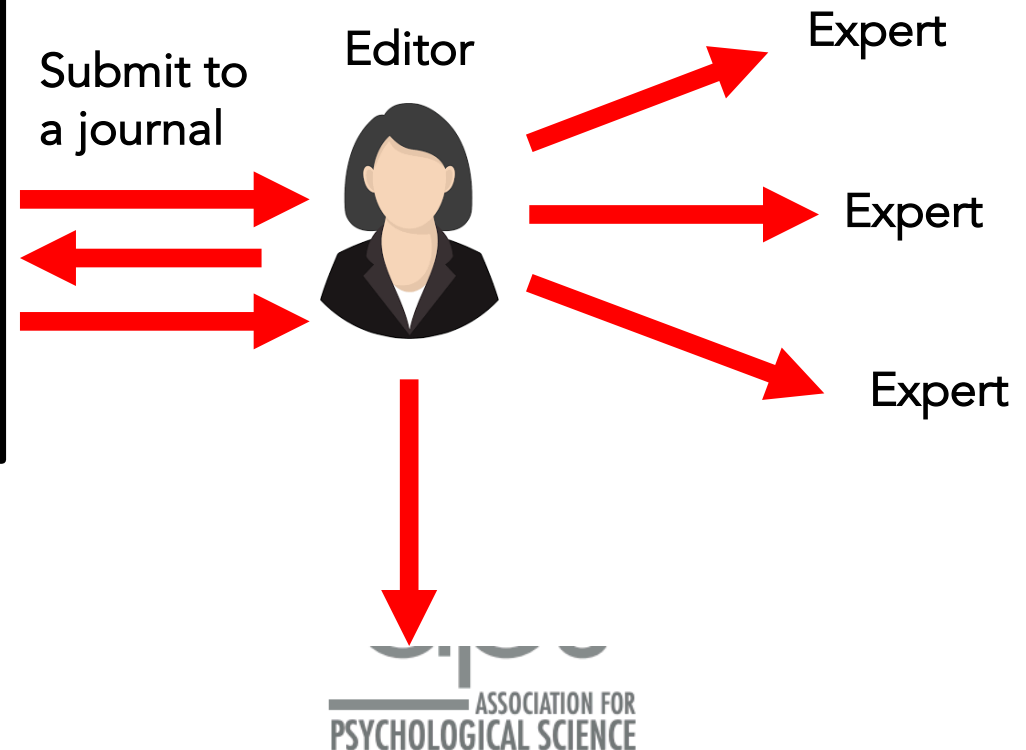 Submit to
a journal
Editor
Expert
Expert
Expert
ASSOCIATION FOR
PSYCHOLOGICAL SCIENCE